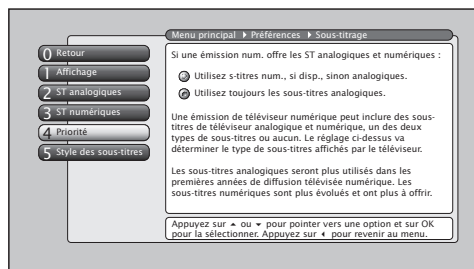 Menu principal ▶ Préférences ▶ Sous-titrage
0 Retour
1 Affichage
2 ST analogiques
3 ST numériques
4 Priorité
5 Style des sous-titres
Si une émission num. offre les ST analogiques et numériques :
Utilisez s-titres num., si disp., sinon analogiques.
Utilisez toujours les sous-titres analogiques.
Une émission de téléviseur numérique peut inclure des sous-
titres de téléviseur analogique et numérique, un des deux
types de sous-titres ou aucun. Le réglage ci-dessus va
déterminer le type de sous-titres affichés par le téléviseur.
Les sous-titres analogiques seront plus utilisés dans les
premières années de diffusion télévisée numérique. Les
sous-titres numériques sont plus évolués et ont plus à offrir.
Appuyez sur ▲ ou ▼ pour pointer vers une option et sur OK
pour la sélectionner. Appuyez sur ◀ pour revenir au menu.